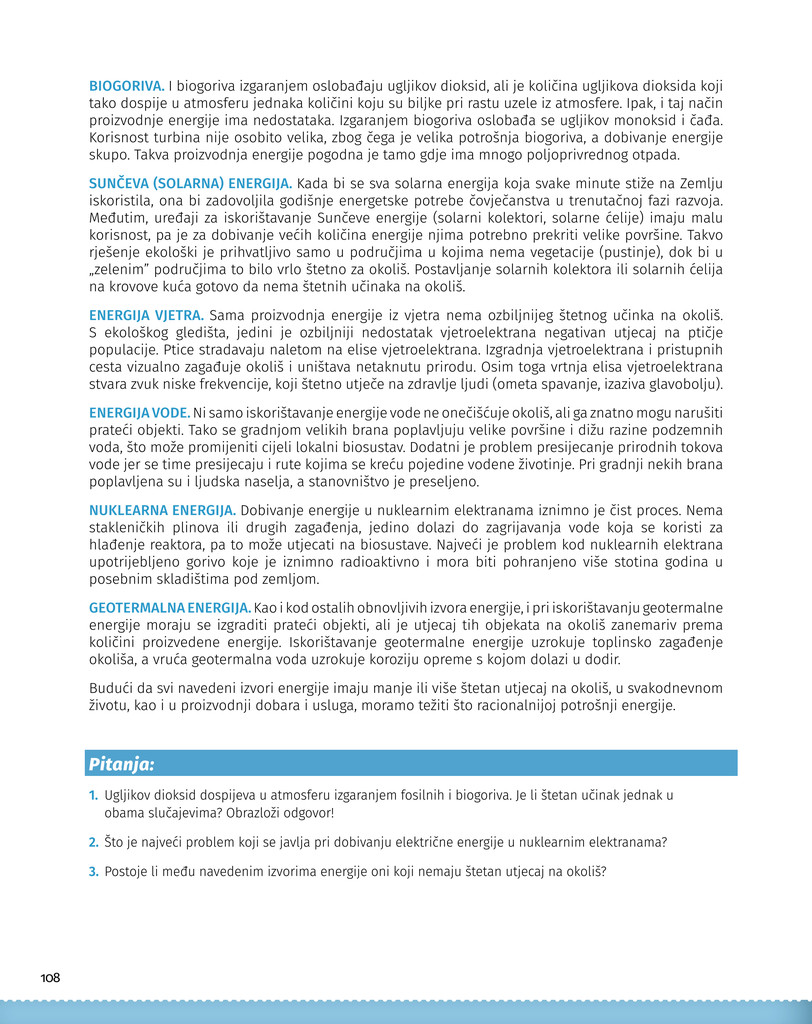 BIOGORIVA. I biogoriva izgaranjem oslobađaju ugljikov dioksid, ali je količina ugljikova dioksida koji
tako dospije u atmosferu jednaka količini koju su biljke pri rastu uzele iz atmosfere. Ipak, i taj način
proizvodnje energije ima nedostataka. Izgaranjem biogoriva oslobođa se ugljikov monoksid i čađa.
Korisnost turbina nije osobito velika, zbog čega je velika potrošnja biogoriva, a dobivanje energije
skupo. Takva proizvodnja energije pogodna je tamo gdje ima mnogo poljoprivrednog otpada.
SUNČEVA (SOLARNA) ENERGIJA. Kada bi se sva solarna energija koja svake minute stiže na Zemlju
iskoristila, ona bi zadovoljila godišnje energetske potrebe čovječanstva u trenutačnoj fazi razvoja.
Međutim, uređaji za iskorištavanje Sunčeve energije (solarni kolektori, solarne ćelije) imaju malu
korisnost, pa je za dobivanje većih količina energije njima potrebno prekriti velike površine. Takvo
rješenje ekološki je prihvatljivo samo u područjima u kojima nema vegetacije (pustinje), dok bi u
„zelenim” područjima to bilo vrlo štetno za okoliš. Postavljanje solarnih kolektora ili solarnih ćelija
na krovove kuća gotovo da nema štetnih učinaka na okoliš.
ENERGIJA VJETRA. Sama proizvodnja energije iz vjetra nema ozbiljnijeg štetnog učinka na okoliš.
S ekološkog gledišta, jedini je ozbiljniji nedostatak vjetroelektrana negativan utjecaj na ptičje
populacije. Ptice stradavaju naletom na elise vjetroelektrana. Izgradnja vjetroelektrana i pristupnih
cesta vizualno zagađuje okoliš i uništava netaknutu prirodu. Osim toga vrtnja elisa vjetroelektrana
stvara zvuk niske frekvencije, koji štetno utječe na zdravlje ljudi (ometa spavanje, izaziva glavobolju).
ENERGIJA VODE. Ni samo iskorištavanje energije vode ne onečišćuje okoliš, ali ga znatno mogu narušiti
prateći objekti. Tako se gradnjom velikih brana poplavljuju velike površine i dižu razine podzemnih
voda, što može promijeniti cijeli lokalni biosustav. Dodatni je problem presijecanje prirodnih tokova
vode jer se time presijecaju i rute kojima se kreću pojedine vodene životinje. Pri gradnji nekih brana
poplavljena su i ljudska naselja, a stanovništvo je preseljeno.
NUKLEARNA ENERGIJA. Dobivanje energije u nuklearnim elektranama iznimno je čist proces. Nema
stakleničkih plinova ili drugih zagađenja, jedino dolazi do zagrijavanja vode koja se koristi za
hlađenje reaktora, pa to može utjecati na biosustave. Najveći je problem kod nuklearnih elektrana
upotrijebljeno gorivo koje je iznimno radioaktivno i mora biti pohranjeno više stotina godina u
posebnim skladištima pod zemljom.
GEOTERMALNA ENERGIJA. Kao i kod ostalih obnovljivih izvora energije, i pri iskorištavanju geotermalne
energije moraju se izgraditi prateći objekti, ali je utjecaj tih objekata na okoliš zanemariv prema
količini proizvedene energije. Iskorištavanje geotermalne energije uzrokuje toplinsko zagađenje
okoliša, a vruća geotermalna voda uzrokuje koroziju opreme s kojom dolazi u dodir.
Budući da svi navedeni izvori energije imaju manje ili više štetan utjecaj na okoliš, u svakodnevnom
životu, kao i u proizvodnji dobara i usluga, moramo težiti što racionalnijoj potrošnji energije.
Pitanja:
1. Ugljikov dioksid dospijeva u atmosferu izgaranjem fosilnih i biogoriva. Je li štetan učinak jednak u
obama slučajevima? Obrazloži odgovor!
2. Što je najveći problem koji se javlja pri dobivanju električne energije u nuklearnim elektranama?
3. Postoje li među navedenim izvorima energije oni koji nemaju štetan utjecaj na okoliš?
108